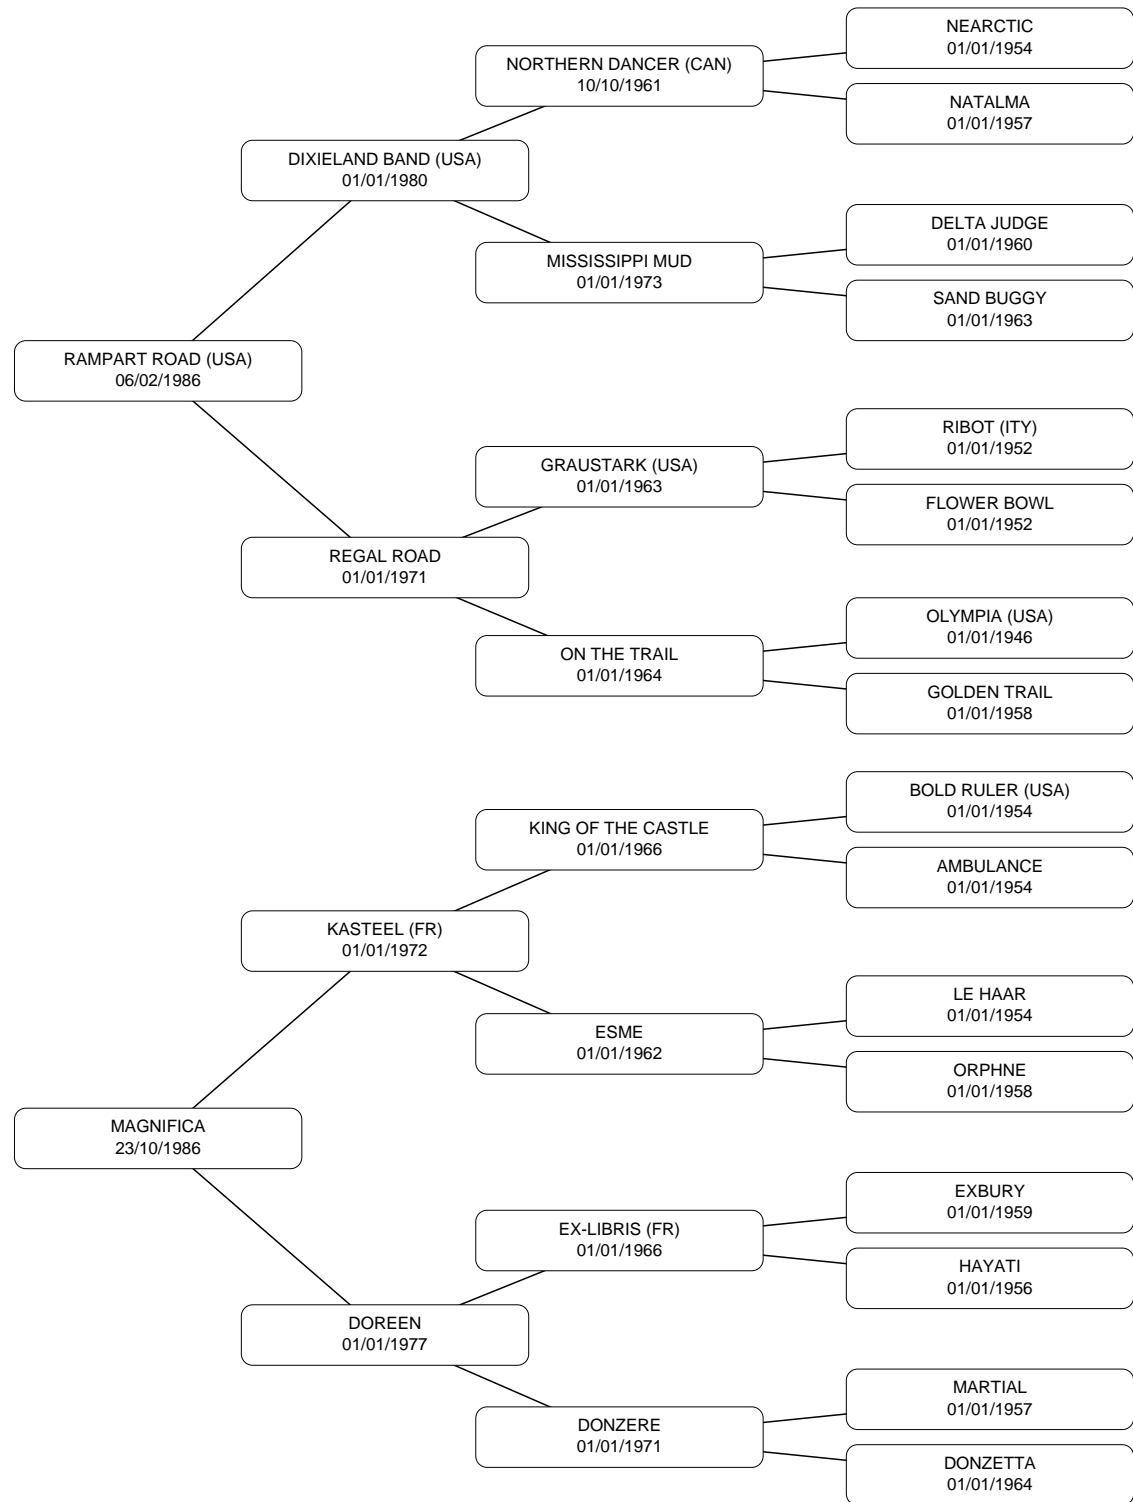 NEARCTIC
01/01/1954
NORTHERN DANCER (CAN)
10/10/1961
NATALMA
01/01/1957
DIXIELAND BAND (USA)
01/01/1980
DELTA JUDGE
01/01/1960
MISSISSIPPI MUD
01/01/1973
SAND BUGGY
01/01/1963
RAMPART ROAD (USA)
06/02/1986
RIBOT (ITY)
01/01/1952
GRAUSTARK (USA)
01/01/1963
FLOWER BOWL
01/01/1952
REGAL ROAD
01/01/1971
OLYMPIA (USA)
01/01/1946
ON THE TRAIL
01/01/1964
GOLDEN TRAIL
01/01/1958
BOLD RULER (USA)
01/01/1954
KING OF THE CASTLE
01/01/1966
AMBULANCE
01/01/1954
KASTEEL (FR)
01/01/1972
LE HAAR
01/01/1954
ESME
01/01/1962
ORPHNE
01/01/1958
MAGNIFICA
23/10/1986
EXBURY
01/01/1959
EX-LIBRIS (FR)
01/01/1966
HAYATI
01/01/1956
DOREEN
01/01/1977
MARTIAL
01/01/1957
DONZERE
01/01/1971
DONZETTA
01/01/1964